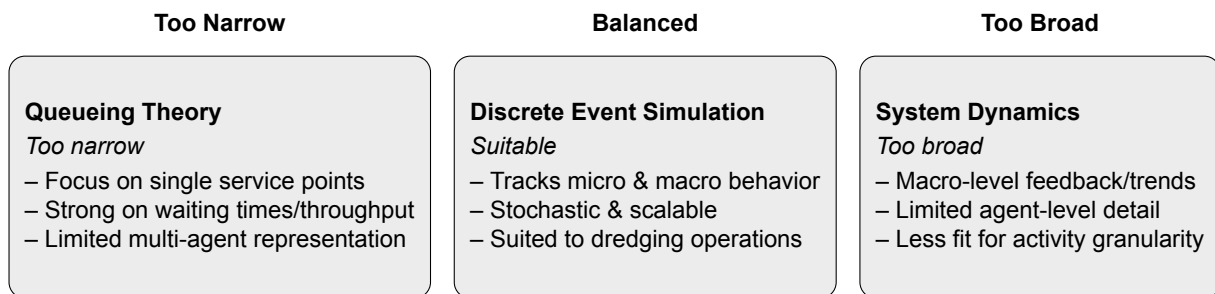 Too Narrow
Balanced
Too Broad
Queueing Theory
Too narrow
– Focus on single service points
– Strong on waiting times/throughput
– Limited multi-agent representation
Discrete Event Simulation
Suitable
– Tracks micro & macro behavior
– Stochastic & scalable
– Suited to dredging operations
System Dynamics
Too broad
– Macro-level feedback/trends
– Limited agent-level detail
– Less fit for activity granularity